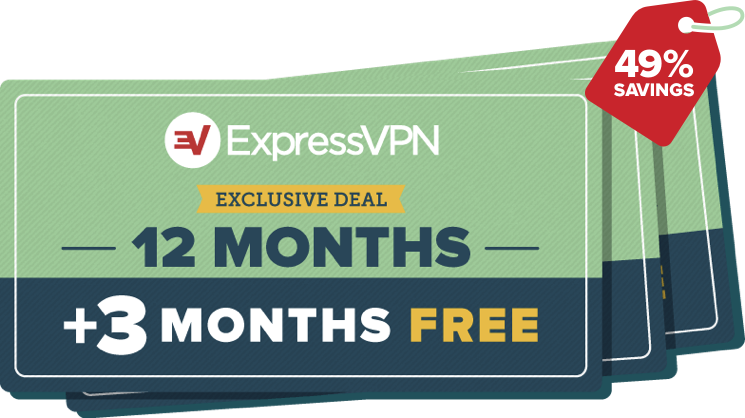 49%
SAVINGS
ExpressVPN
EXCLUSIVE DEAL
12 MONTHS
+3 MONTHS FREE